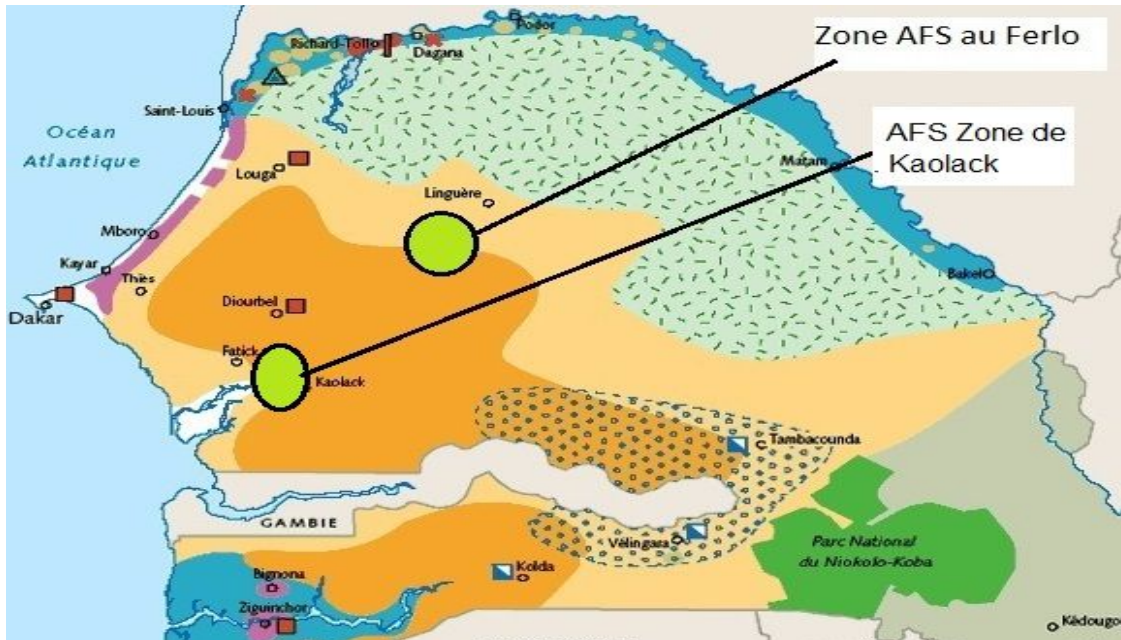 Podor
Richard-Toll
Dagana
Zone AFS au Ferlo
Saint-Louis
Océan
Atlantique
AFS Zone de
. Kaolack
Matam
Louga
Linguère
Mboro
Kayar
Thiès
Bakel
Dakar
Diourbel
Fatick
Kaolack
Tambacounda
GAMBIE
Vélingara
Parc National
du Niokolo-Koba
Kolda
Bignona
Ziguinchor
Kédougo